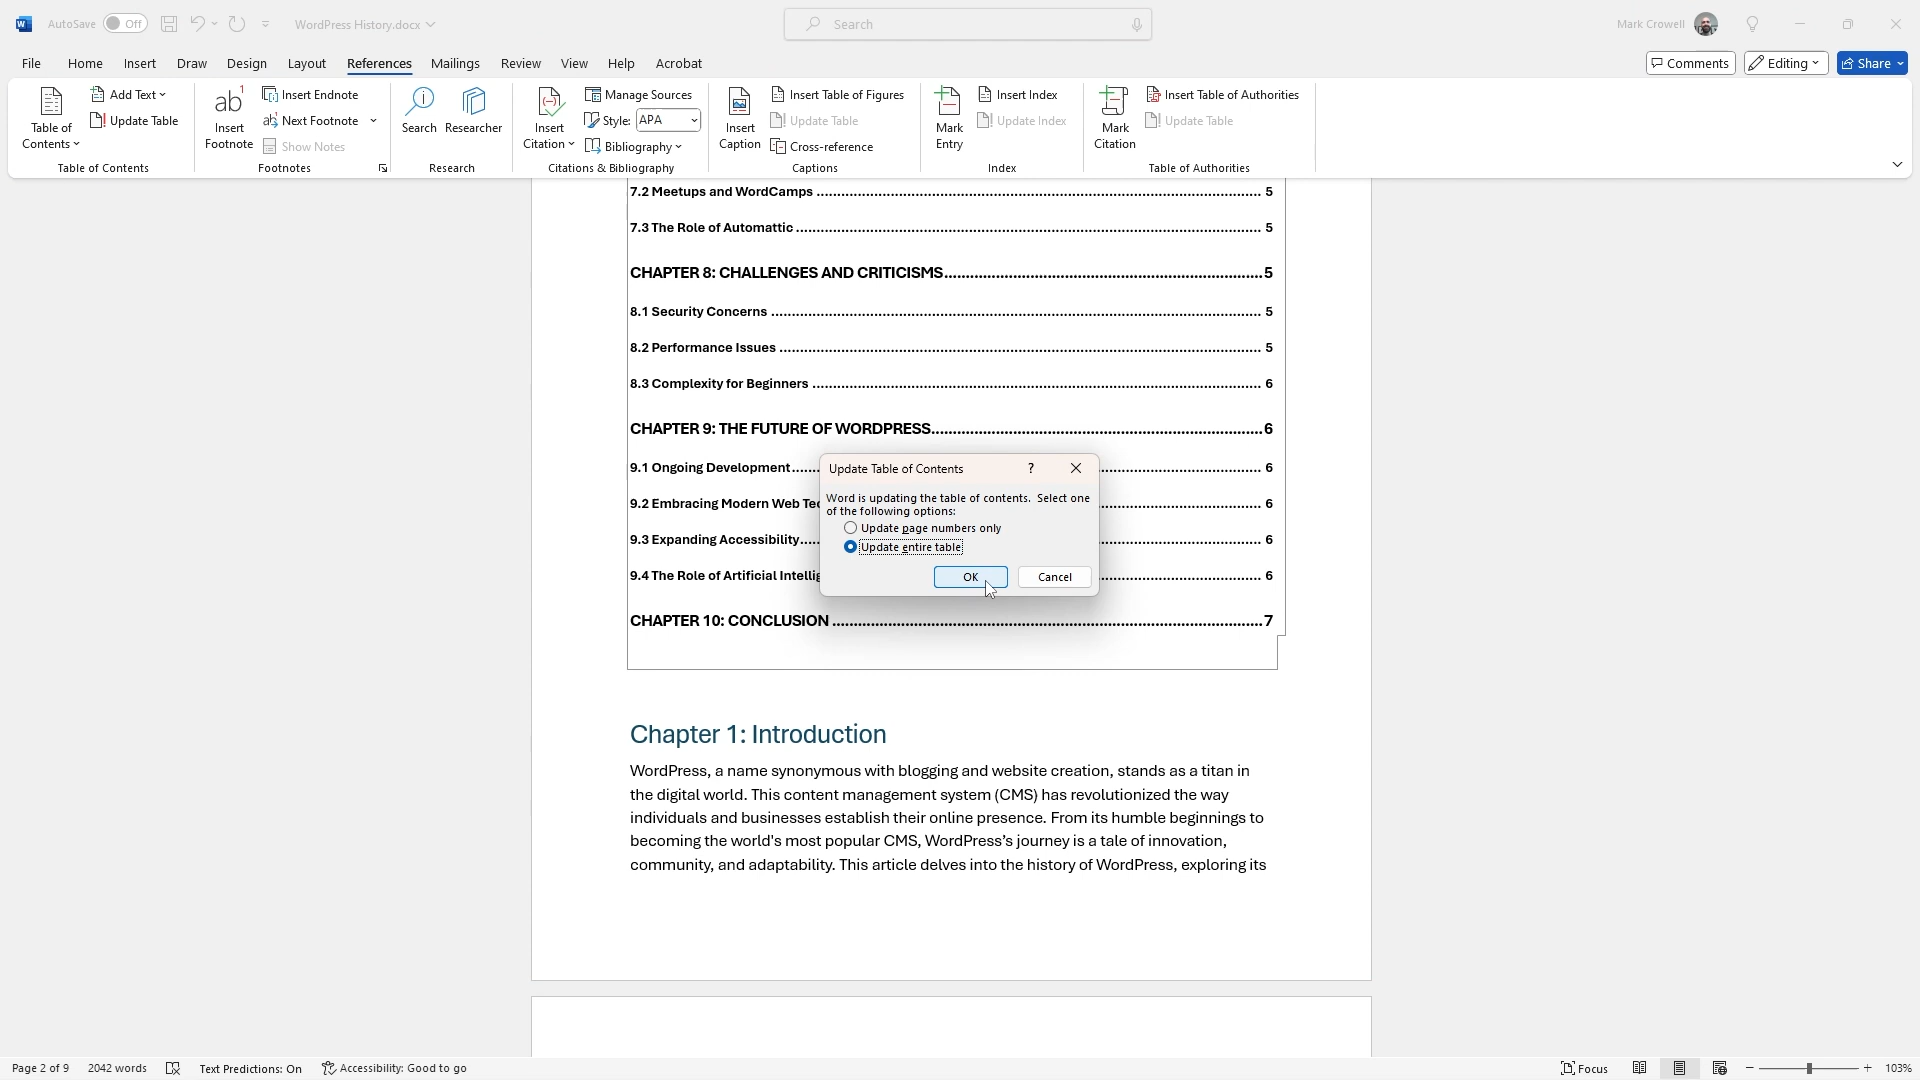 AutoSave Off WordPress History.docx Search Mark Crowell
File Home Insert Draw Design Layout References Mailings Review View Help Acrobat Comments Editing Share
Table of Contents
Add Text
Update Table
Table of Contents
ab 1
Insert Footnote
Insert Endnote
Next Footnote
Show Notes
Footnotes
Search
Researcher
Research
Insert Citation
Manage Sources
Style: APA
Bibliography
Citations & Bibliography
Insert Caption
Insert Table of Figures
Update Table
Cross-reference
Captions
Mark Entry
Insert Index
Update Index
Index
Mark Citation
Insert Table of Authorities
Update Table
Table of Authorities
7.2 Meetups and WordCamps 5
7.3 The Role of Automattic 5
CHAPTER 8: CHALLENGES AND CRITICISMS 5
8.1 Security Concerns 5
8.2 Performance Issues 5
8.3 Complexity for Beginners 6
CHAPTER 9: THE FUTURE OF WORDPRESS 6
9.1 Ongoing Development 6
9.2 Embracing Modern Web Tec 6
9.3 Expanding Accessibility 6
9.4 The Role of Artificial Intellig 6
CHAPTER 10: CONCLUSION 7
Update Table of Contents ?
Word is updating the table of contents. Select one
of the following options:
Update page numbers only
Update entire table
OK Cancel
Chapter 1: Introduction
WordPress, a name synonymous with blogging and website creation, stands as a titan in
the digital world. This content management system (CMS) has revolutionized the way
individuals and businesses establish their online presence. From its humble beginnings to
becoming the world's most popular CMS, WordPress’s journey is a tale of innovation,
community, and adaptability. This article delves into the history of WordPress, exploring its
Page 2 of 9 2042 words Text Predictions: On Accessibility: Good to go Focus 103%